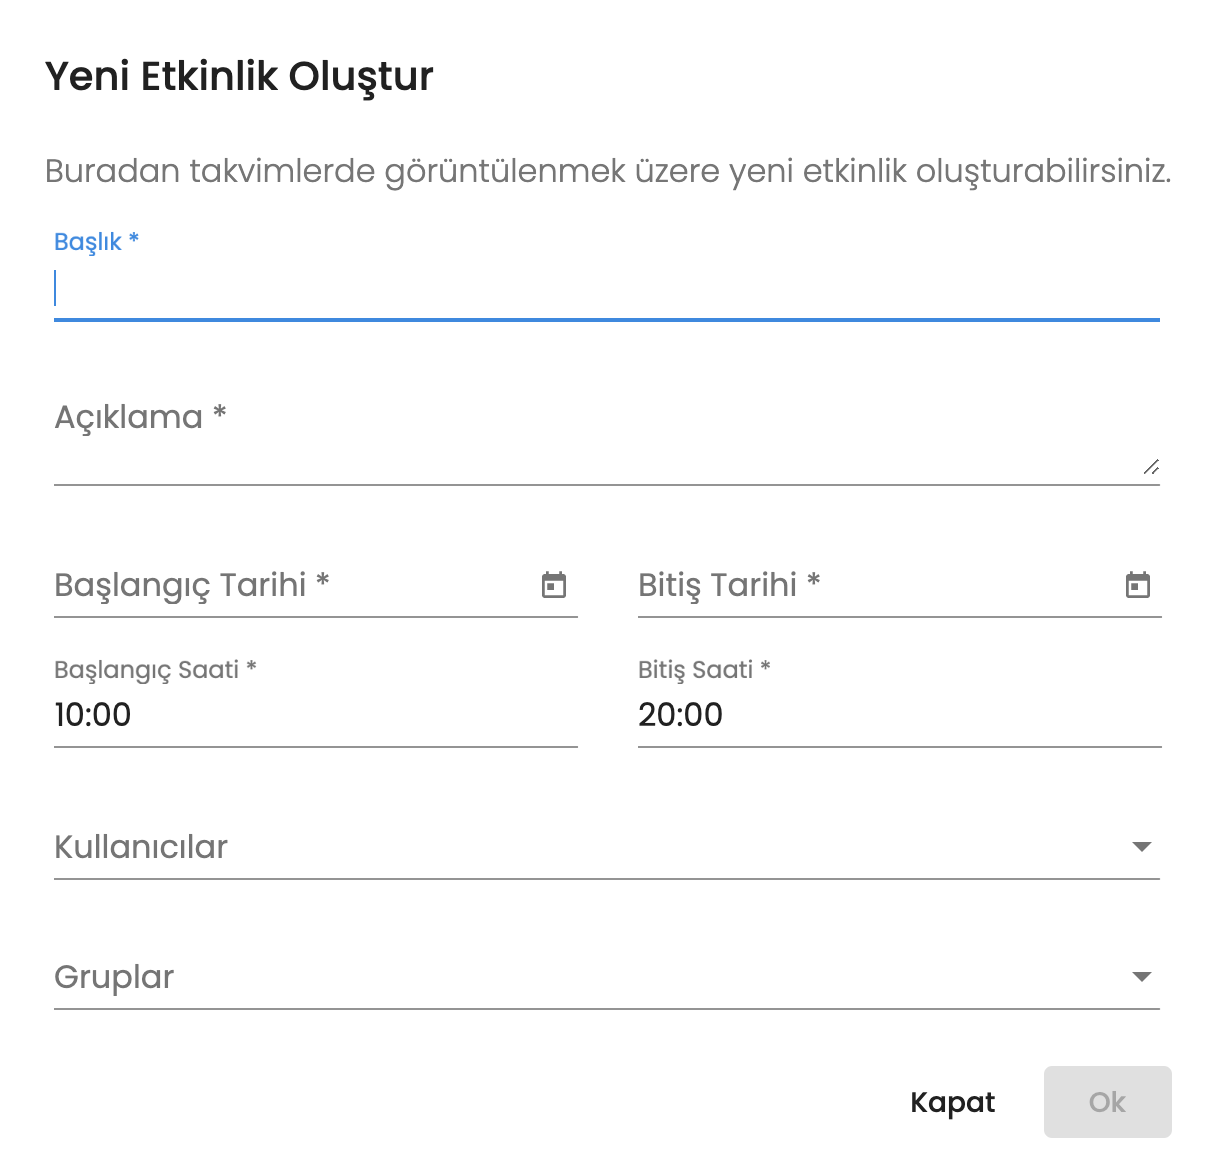 Yeni Etkinlik Oluştur
Buradan takvimlerde görüntülenmek üzere yeni etkinlik oluşturabilirsiniz.
Başlık *
Açıklama *
Başlangıç Tarihi * Bitiş Tarihi *
Başlangıç Saati * Bitiş Saati *
10:00 20:00
Kullanıcılar
Gruplar
Kapat Ok